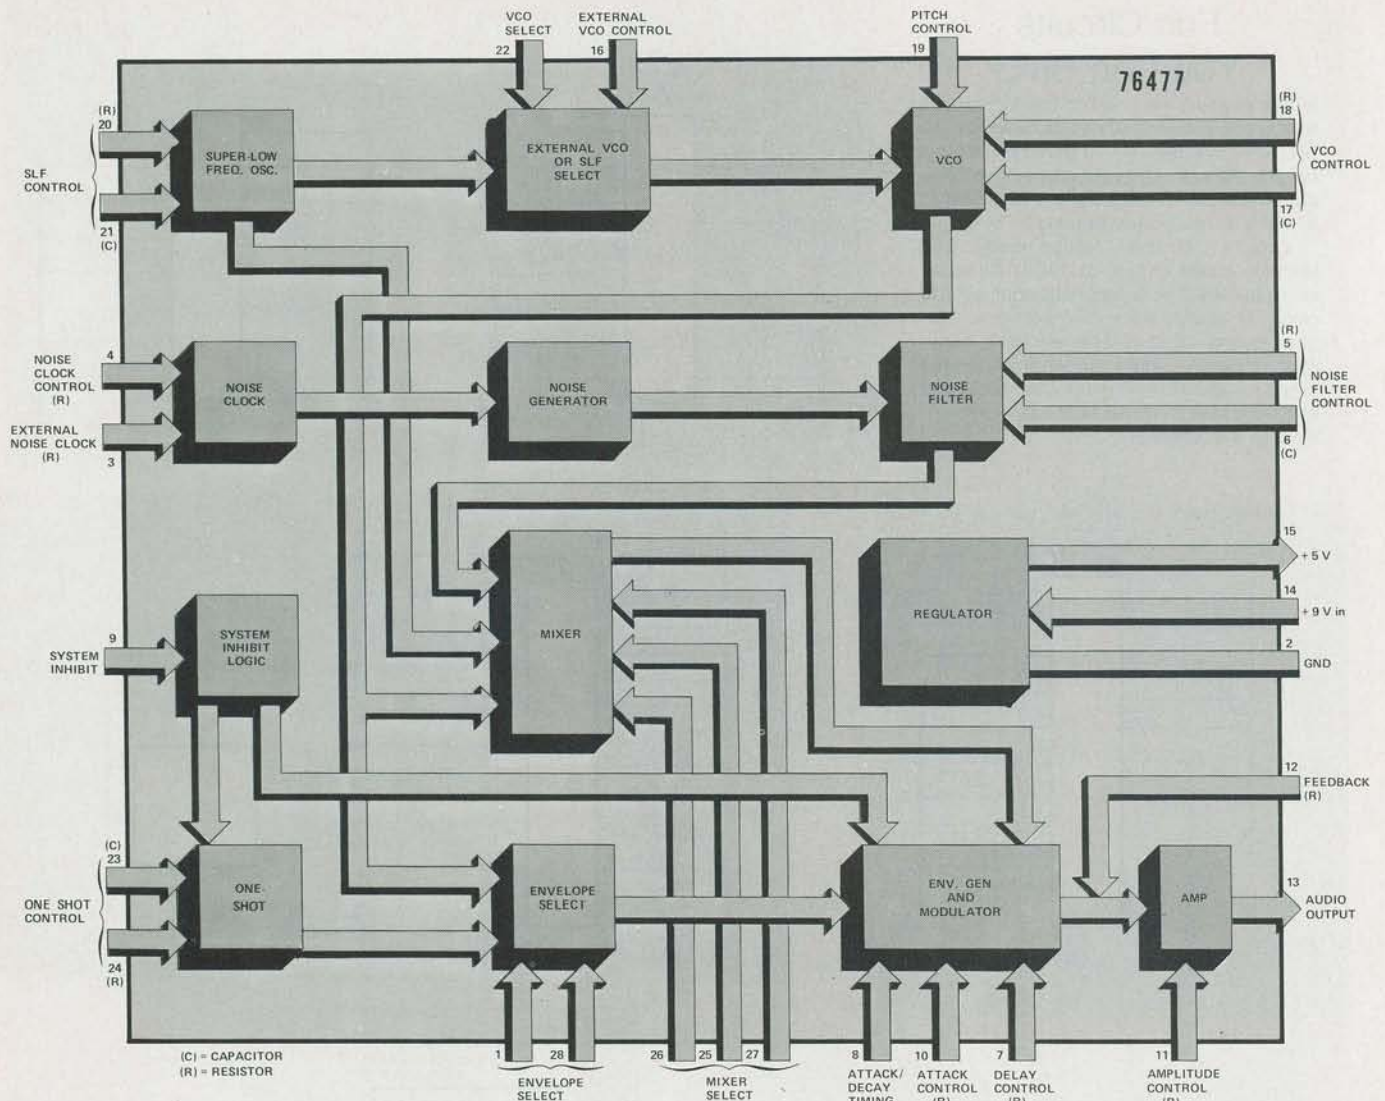 VCO
SELECT
22
EXTERNAL
VCO CONTROL
16
PITCH
CONTROL
19
76477
(R)
20
SLF
CONTROL
21
(C)
SUPER-LOW
FREQ. OSC.
EXTERNAL VCO
OR SLF
SELECT
VCO
(R)
18
VCO
CONTROL
17
(C)
NOISE
CLOCK
CONTROL
(R)
4
EXTERNAL
NOISE CLOCK
(R)
3
NOISE
CLOCK
NOISE
GENERATOR
NOISE
FILTER
(R)
5
NOISE
FILTER
CONTROL
6
(C)
9
SYSTEM
INHIBIT
SYSTEM
INHIBIT
LOGIC
MIXER
REGULATOR
15
+ 5 V
14
+ 9 V in
2
GND
12
FEEDBACK
(R)
(C)
23
ONE SHOT
CONTROL
24
(R)
ONE-
SHOT
ENVELOPE
SELECT
ENV. GEN
AND
MODULATOR
AMP
13
AUDIO
OUTPUT
(C) = CAPACITOR
(R) = RESISTOR
1
28
ENVELOPE
SELECT
26
25
27
MIXER
SELECT
8
ATTACK/
DECAY
TIMING
10
ATTACK
CONTROL
(R)
7
DELAY
CONTROL
(R)
11
AMPLITUDE
CONTROL
(R)